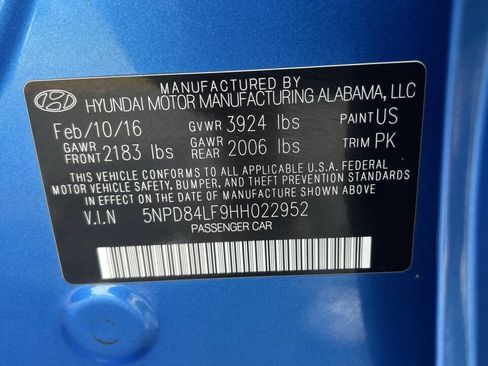 MANUFACTURED BY
HYUNDAI MOTOR MANUFACTURING ALABAMA, LLC
Feb/10/16 GVWR 3924 lbs PAINT US
GAWR FRONT 2183 lbs GAWR REAR 2006 lbs TRIM PK
THIS VEHICLE CONFORMS TO ALL APPLICABLE U.S.A. FEDERAL
MOTOR VEHICLE SAFETY, BUMPER, AND THEFT PREVENTION STANDARDS
IN EFFECT ON THE DATE OF MANUFACTURE SHOWN ABOVE.
V.I.N 5NPD84LF9HH022952
PASSENGER CAR